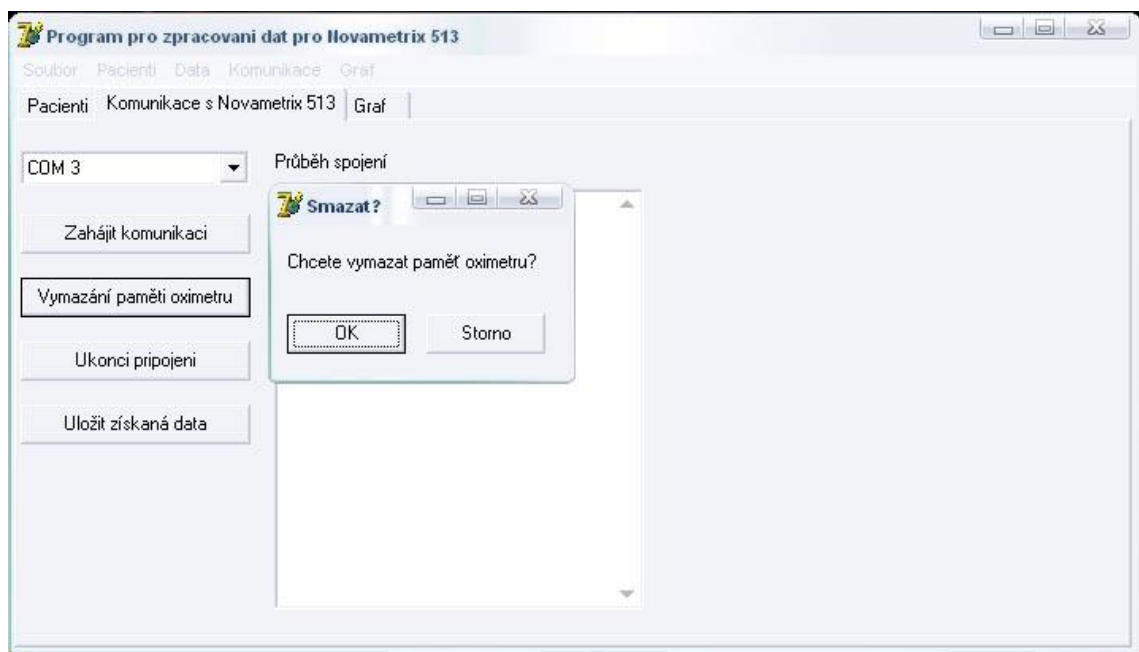 Program pro zpracovani dat pro Novametrix 513
Soubor Pacienti Data Komunikace Graf
Pacienti Komunikace s Novametrix 513 Graf
COM 3
Průběh spojení
Smazat?
Zahájit komunikaci
Chcete vymazat paměť oximetru?
Vymazání paměti oximetru
OK Storno
Ukonci pripojeni
Uložit získaná data